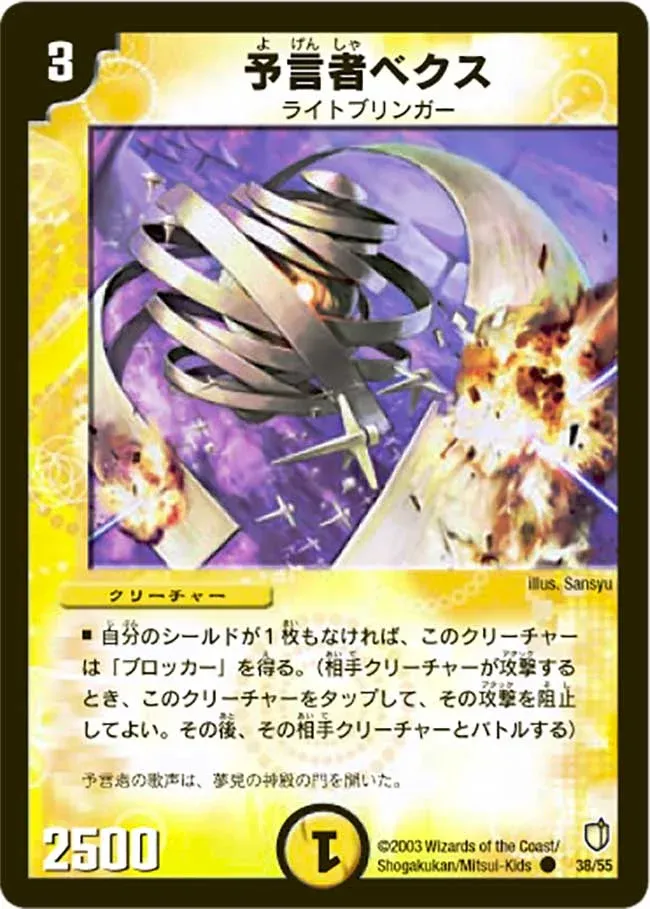 3
予言者ベクス
ライトブリンガー
illus. Sansyu
クリーチャー
■ 自分のシールドが1枚もなければ、このクリーチャー
は「ブロッカー」を得る。(相手クリーチャーが攻撃する
とき、このクリーチャーをタップして、その攻撃を阻止
してよい。その後、その相手クリーチャーとバトルする)
予言者の歌声は、夢見の神殿の門を開いた。
2500
1
©2003 Wizards of the Coast/
Shogakukan/Mitsui-Kids ● 38/55